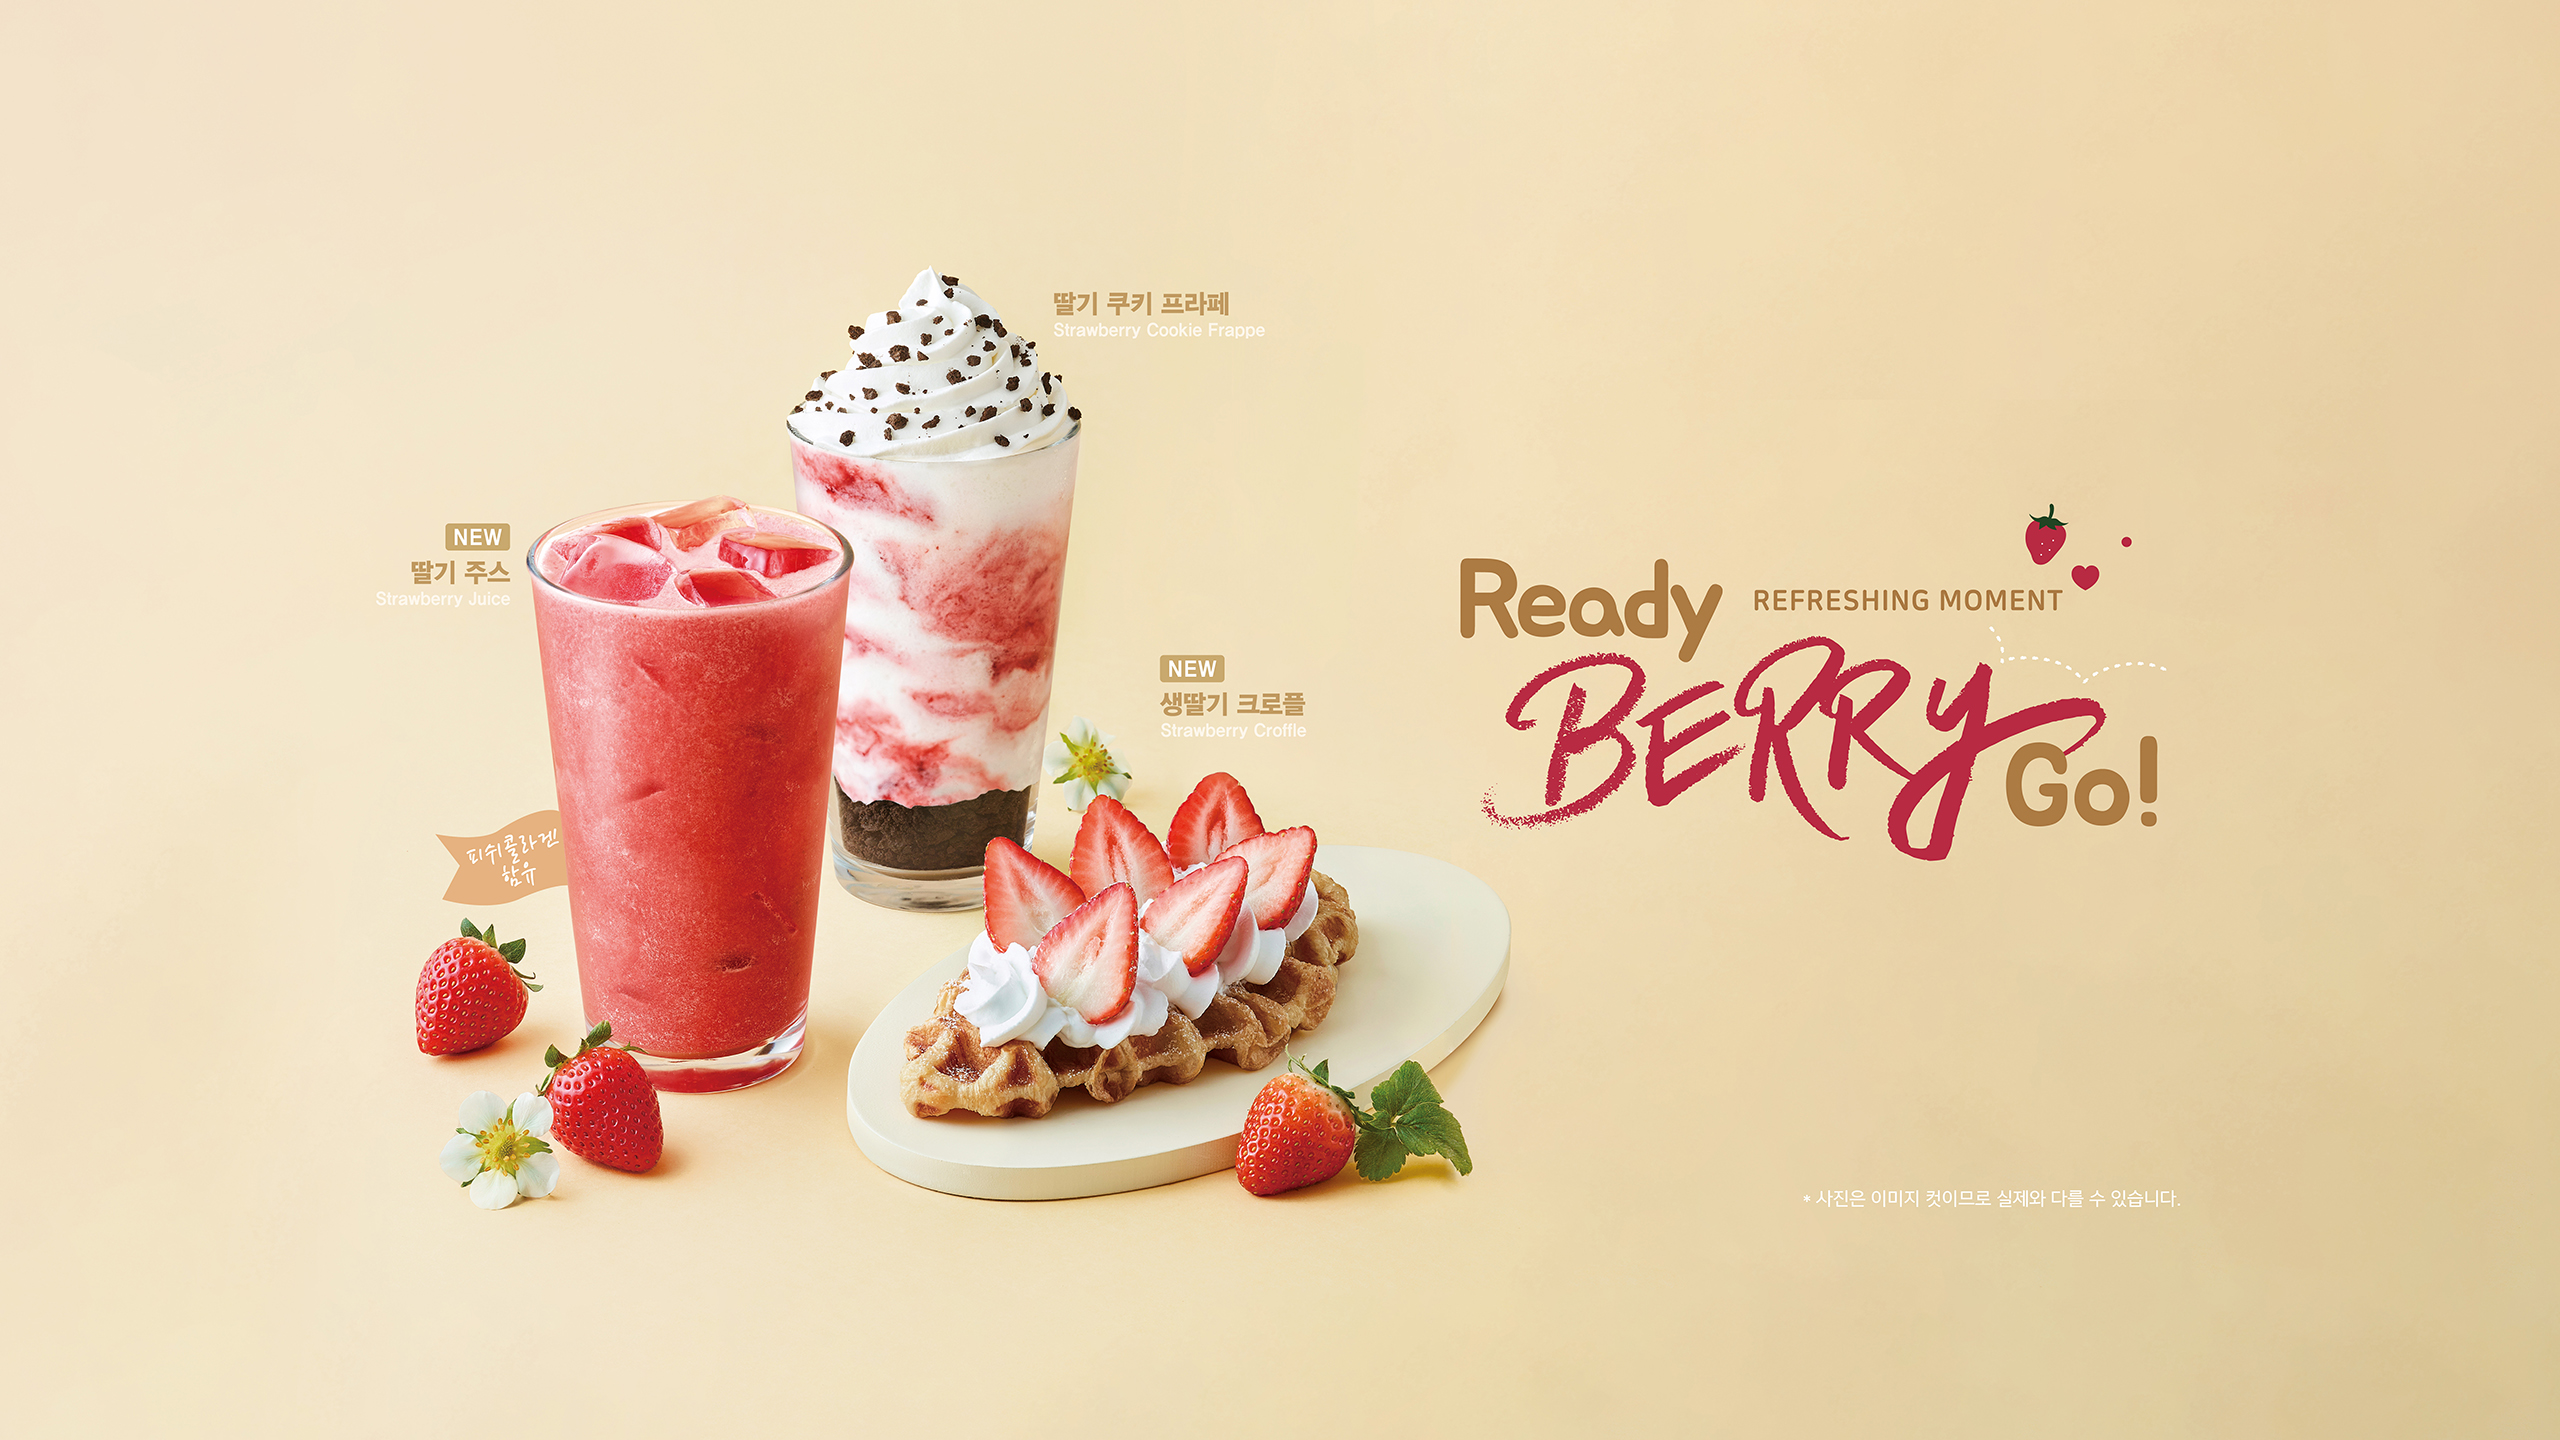 딸기 쿠키 프라페
Strawberry Cookie Frappe
NEW
딸기 주스
Strawberry Juice
NEW
생딸기 크로플
Strawberry Croffle
피쉬콜라겐
함유
Ready
REFRESHING MOMENT
BERRY
Go!
* 사진은 이미지 컷이므로 실제와 다를 수 있습니다.